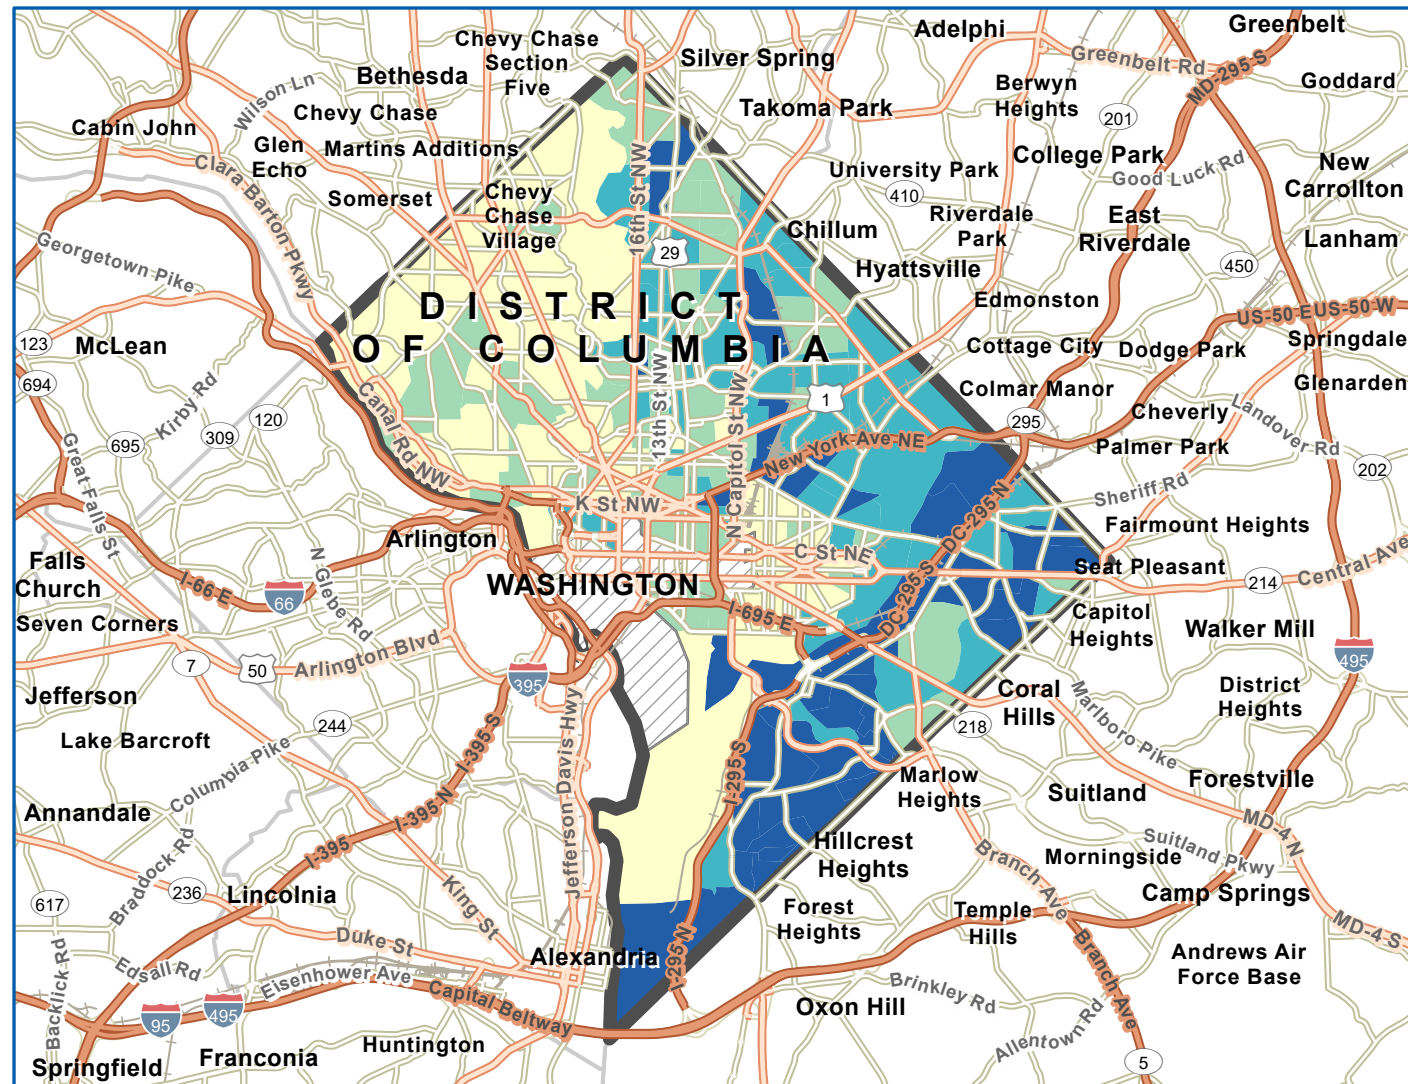 Greenbelt
Adelphi
Chevy Chase
Section
Five
Silver Spring
Greenbelt Rd
MD-295 S
Goddard
Bethesda
Wilson Ln
Berwyn
Heights
Takoma Park
Chevy Chase
201
Cabin John
Glen
Echo
Martins Additions
16th St NW
College Park
Good Luck Rd
New
Carrollton
Clara Barton Pkwy
University Park
410
Somerset
Chevy
Chase
Village
Riverdale
Park
East
Riverdale
Chillum
Lanham
Georgetown Pike
29
Hyattsville
450
Edmonston
DISTRICT
OF COLUMBIA
US-50 E
US-50 W
123
McLean
Cottage City
Dodge Park
Springdale
694
Kirby Rd
Canal Rd NW
13th St NW
N Capitol St NW
1
Colmar Manor
Glenarden
120
309
695
295
Cheverly
Landover Rd
Great Falls St
New York Ave NE
Palmer Park
202
K St NW
DC-295 N
Sheriff Rd
Fairmount Heights
Arlington
C St NE
Central Ave
Falls
Church
N Glebe Rd
I-66 E
66
WASHINGTON
DC-295 S
Seat Pleasant
214
I-695 E
Capitol
Heights
Seven Corners
Walker Mill
7
50
Arlington Blvd
395
495
Jefferson
Jefferson Davis Hwy
Coral
Hills
Marlboro Pike
District
Heights
244
218
Lake Barcroft
Columbia Pike
I-395 S
I-295 S
Marlow
Heights
Suitland
Forestville
Annandale
I-395 N
MD-4 N
I-395
Hillcrest
Heights
Branch Ave
Morningside
Suitland Pkwy
Braddock Rd
236
Lincolnia
King St
Camp Springs
617
Forest
Heights
Temple
Hills
MD-4 S
Duke St
Alexandria
I-295 N
Branch Ave
Andrews Air
Force Base
Backlick Rd
Edsall Rd
Eisenhower Ave
Capital Beltway
Brinkley Rd
Oxon Hill
95
495
Allentown Rd
Huntington
Franconia
Springfield
5